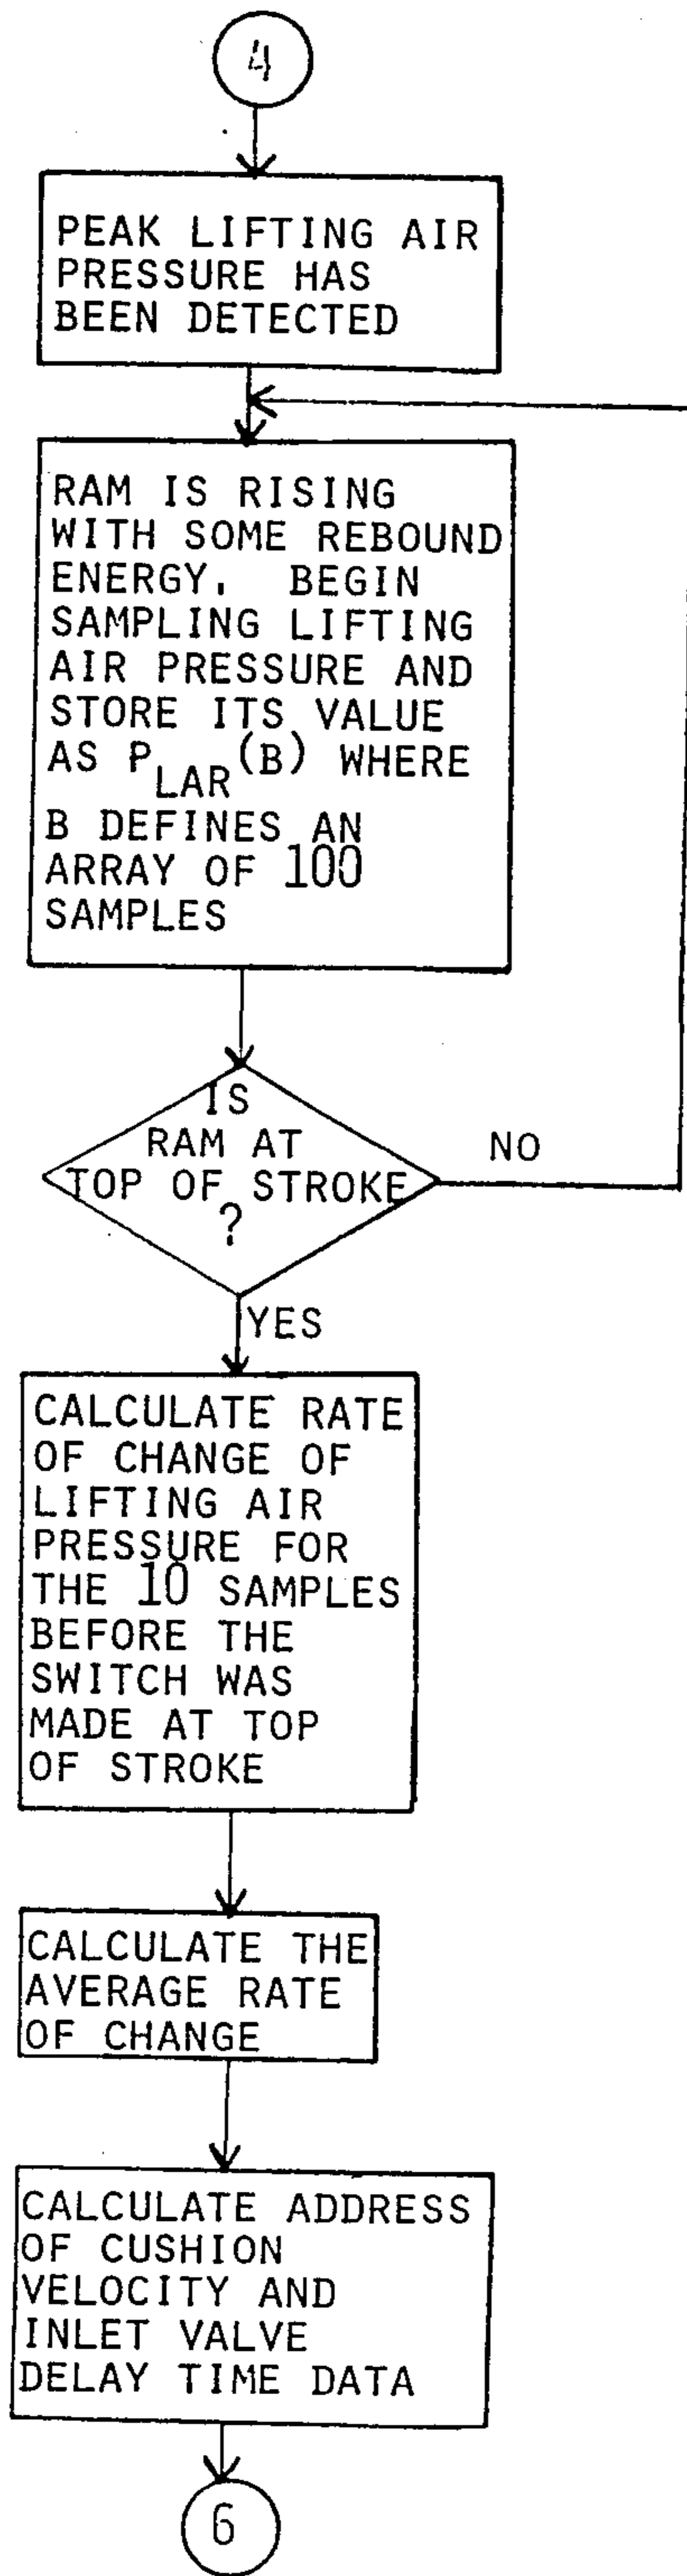 4
PEAK LIFTING AIR
PRESSURE HAS
BEEN DETECTED
RAM IS RISING
WITH SOME REBOUND
ENERGY. BEGIN
SAMPLING LIFTING
AIR PRESSURE AND
STORE ITS VALUE
AS P_LAR(B) WHERE
B DEFINES AN
ARRAY OF 100
SAMPLES
IS
RAM AT
TOP OF STROKE
?
NO
YES
CALCULATE RATE
OF CHANGE OF
LIFTING AIR
PRESSURE FOR
THE 10 SAMPLES
BEFORE THE
SWITCH WAS
MADE AT TOP
OF STROKE
CALCULATE THE
AVERAGE RATE
OF CHANGE
CALCULATE ADDRESS
OF CUSHION
VELOCITY AND
INLET VALVE
DELAY TIME DATA
6